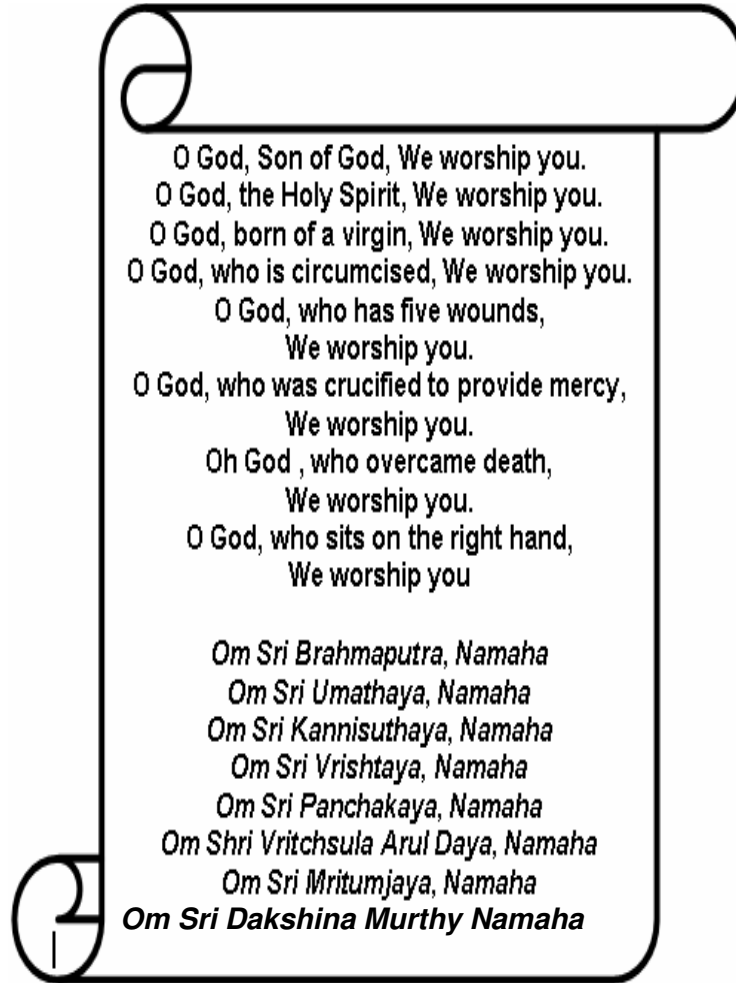 O God, Son of God, We worship you.
O God, the Holy Spirit, We worship you.
O God, born of a virgin, We worship you.
O God, who is circumcised, We worship you.
O God, who has five wounds,
We worship you.
O God, who was crucified to provide mercy,
We worship you.
Oh God , who overcame death,
We worship you.
O God, who sits on the right hand,
We worship you
Om Sri Brahmaputra, Namaha
Om Sri Umathaya, Namaha
Om Sri Kannisuthaya, Namaha
Om Sri Vrishtaya, Namaha
Om Sri Panchakaya, Namaha
Om Shri Vritchsula Arul Daya, Namaha
Om Sri Mritumjaya, Namaha
Om Sri Dakshina Murthy Namaha